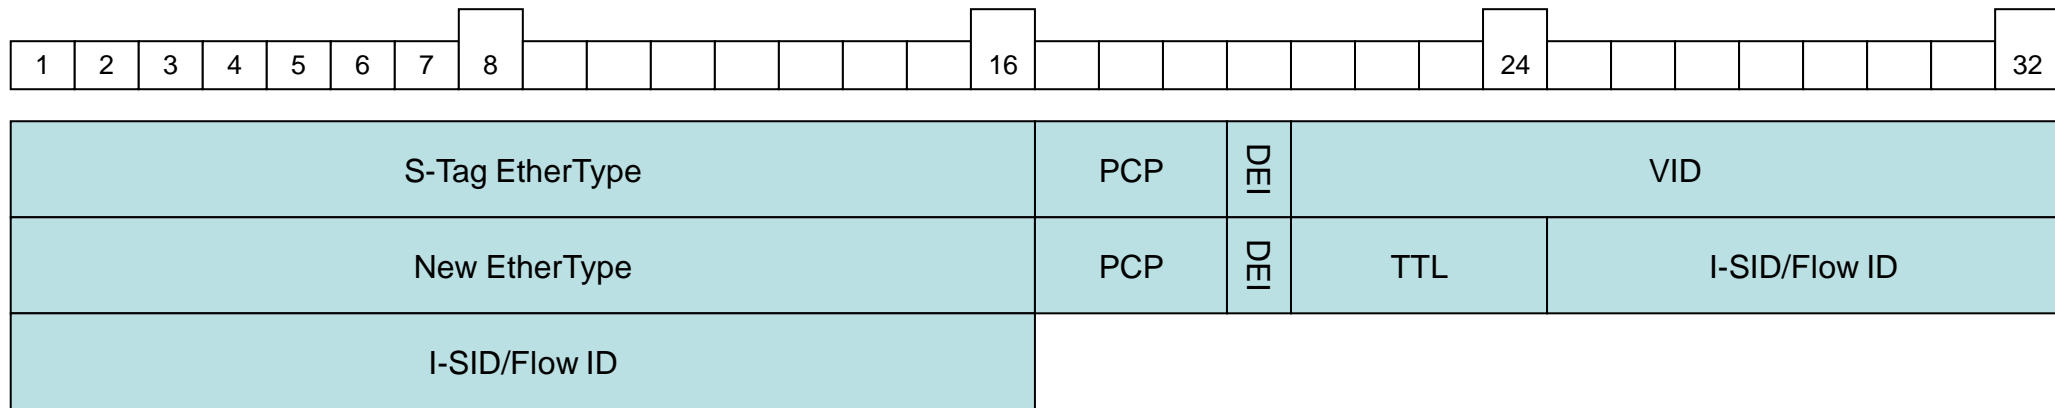 1 2 3 4 5 6 7 8 16 24 32
S-Tag EtherType PCP DEI VID
New EtherType PCP DEI TTL I-SID/Flow ID
I-SID/Flow ID